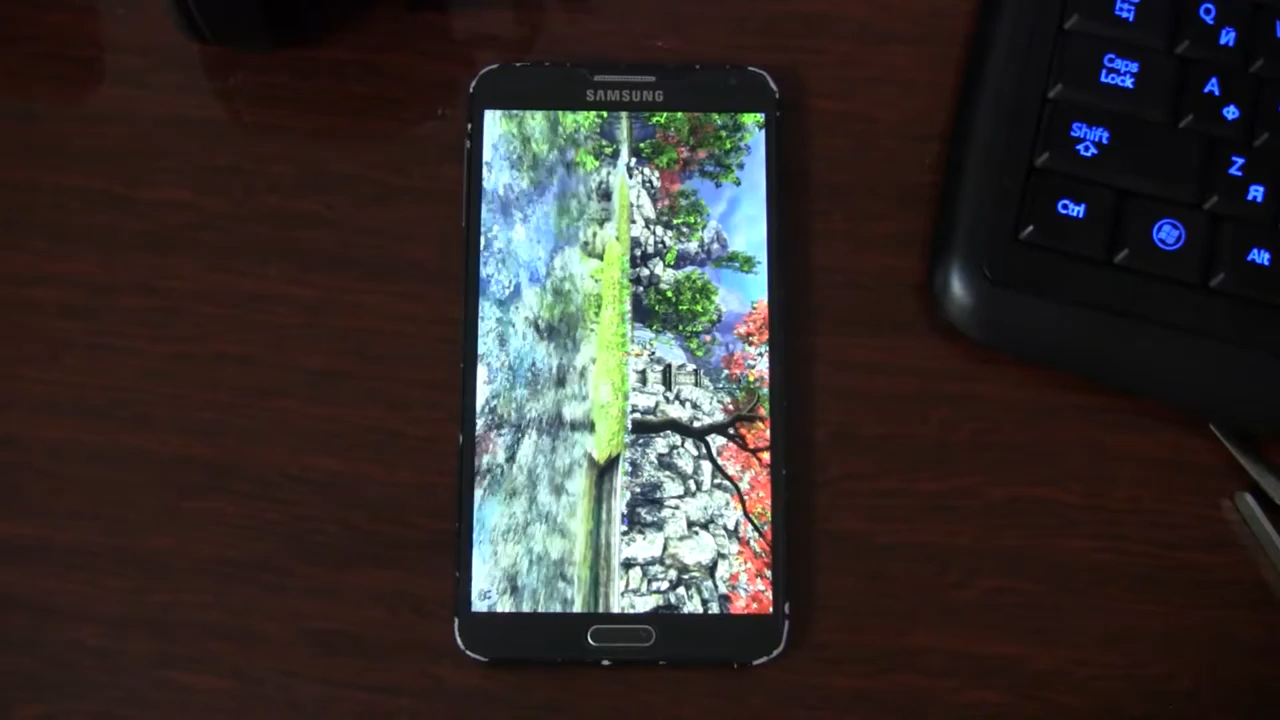 SAMSUNG
Q
Й
Caps
Lock
A
Ф
Shift
Z
Я
Ctrl
Alt